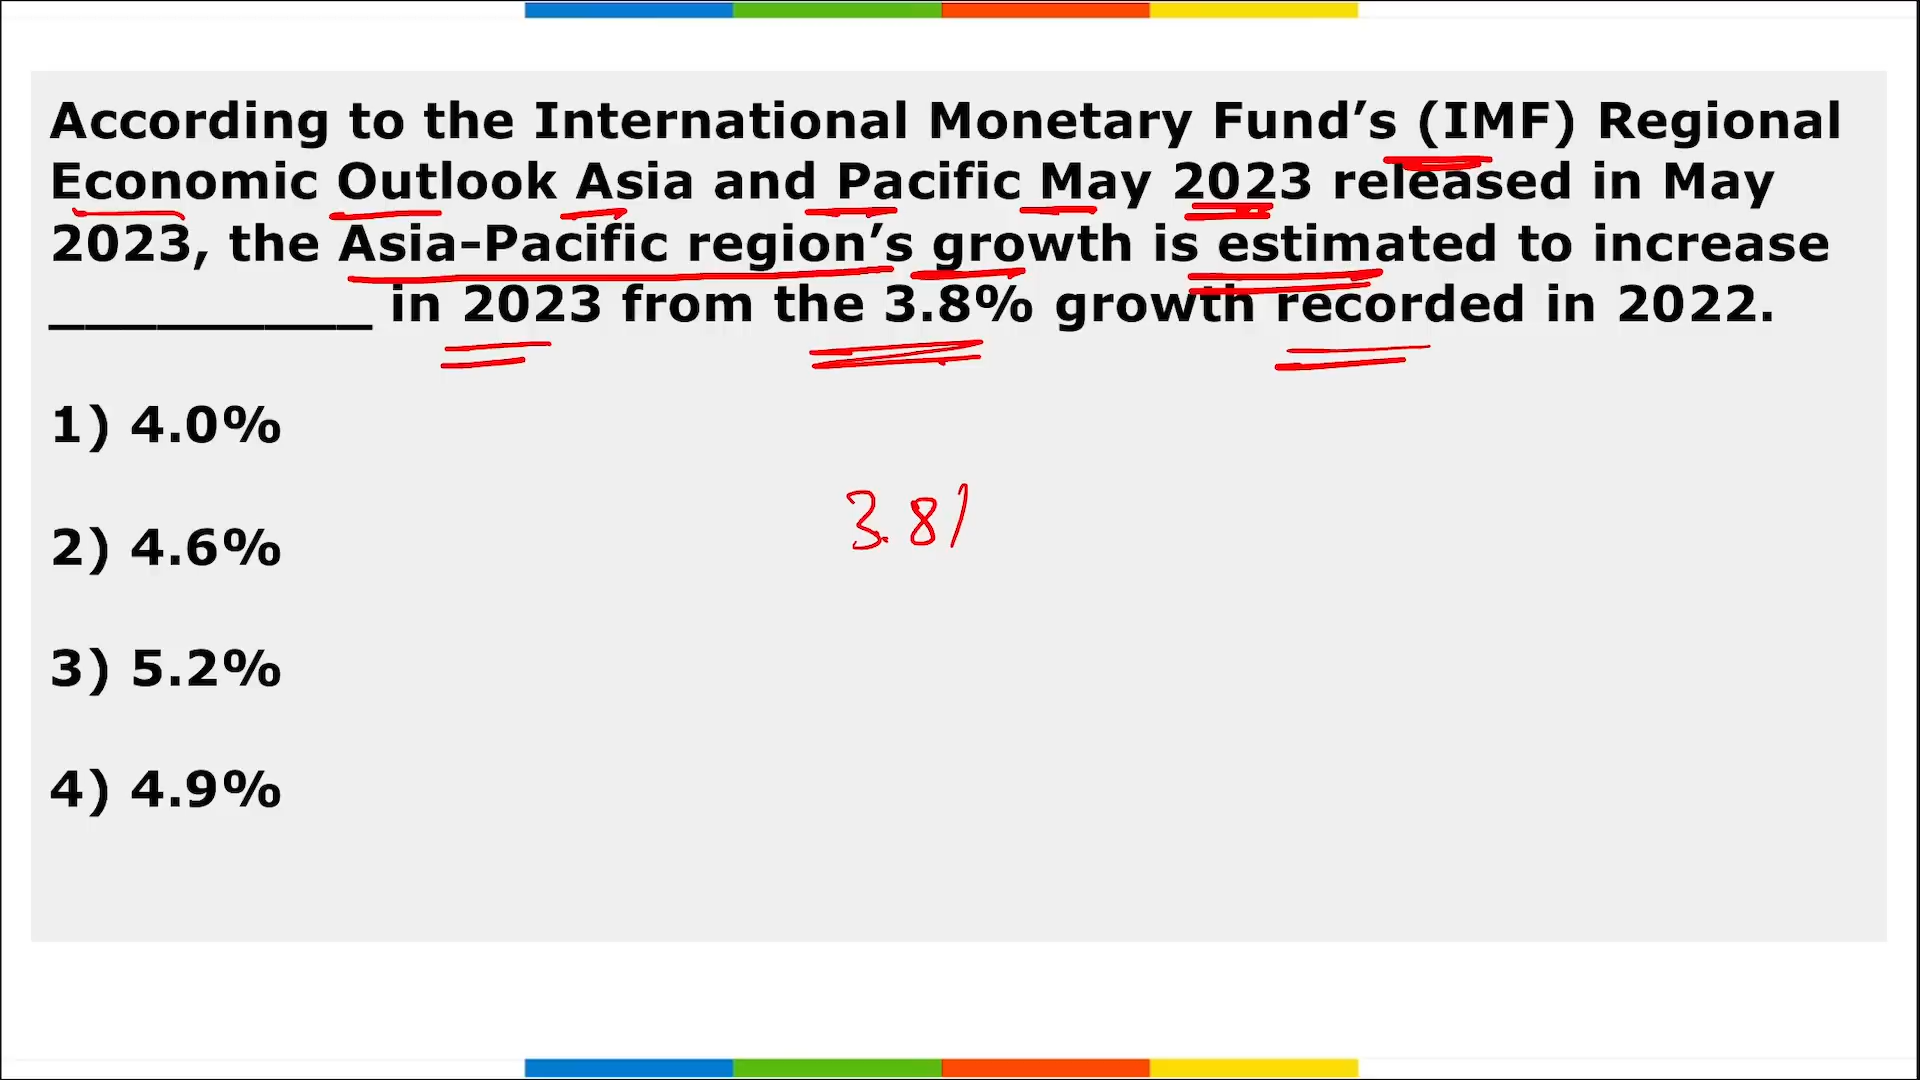 According to the International Monetary Fund’s (IMF) Regional
Economic Outlook Asia and Pacific May 2023 released in May
2023, the Asia-Pacific region’s growth is estimated to increase
__________ in 2023 from the 3.8% growth recorded in 2022.
1) 4.0%
3.8%
2) 4.6%
3) 5.2%
4) 4.9%